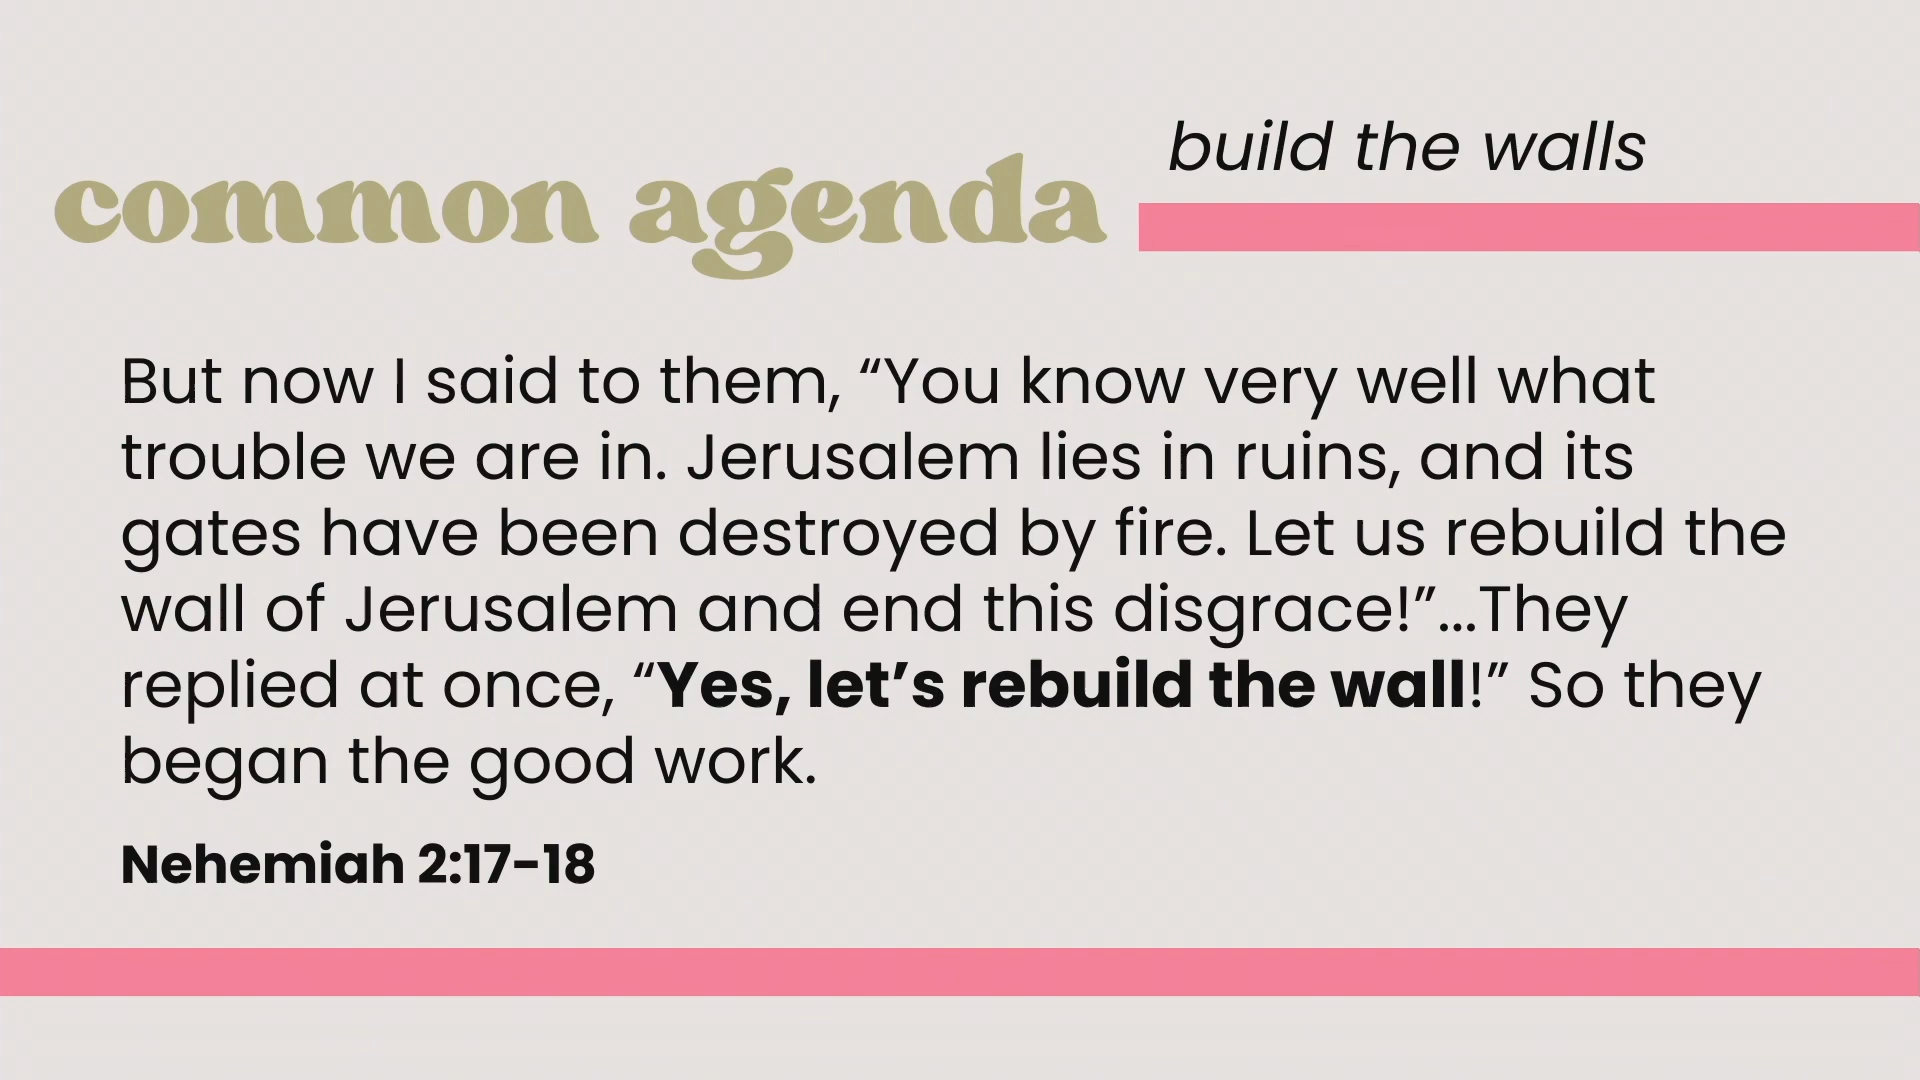 build the walls
common agenda
But now I said to them, “You know very well what
trouble we are in. Jerusalem lies in ruins, and its
gates have been destroyed by fire. Let us rebuild the
wall of Jerusalem and end this disgrace!”...They
replied at once, “Yes, let’s rebuild the wall!” So they
began the good work.
Nehemiah 2:17-18